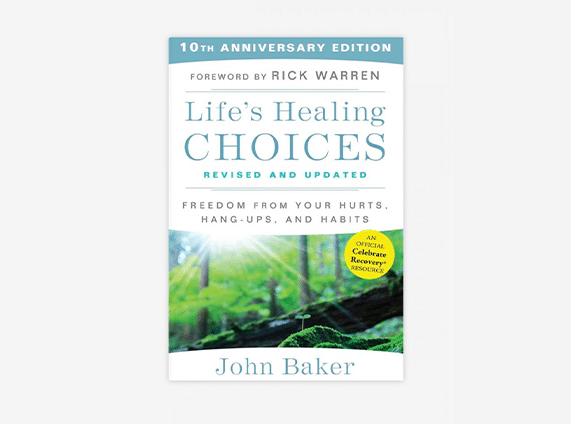 10TH ANNIVERSARY EDITION
FOREWORD BY RICK WARREN
Life's Healing
CHOICES
REVISED AND UPDATED
FREEDOM FROM YOUR HURTS,
HANG-UPS, AND HABITS
AN
OFFICIAL
Celebrate
Recovery®
RESOURCE
John Baker